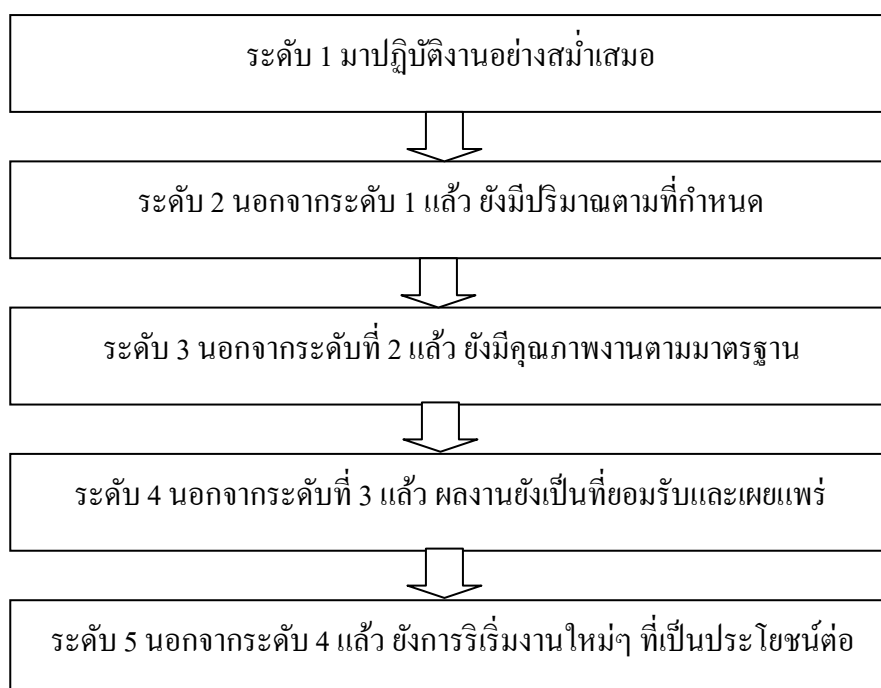 ระดับ 1 มาปฏิบัติงานอย่างสม่ำเสมอ
ระดับ 2 นอกจากระดับ 1 แล้ว ยังมีปริมาณตามที่กำหนด
ระดับ 3 นอกจากระดับที่ 2 แล้ว ยังมีคุณภาพงานตามมาตรฐาน
ระดับ 4 นอกจากระดับที่ 3 แล้ว ผลงานยังเป็นที่ยอมรับและเผยแพร่
ระดับ 5 นอกจากระดับ 4 แล้ว ยังการริเริ่มงานใหม่ๆ ที่เป็นประโยชน์ต่อ